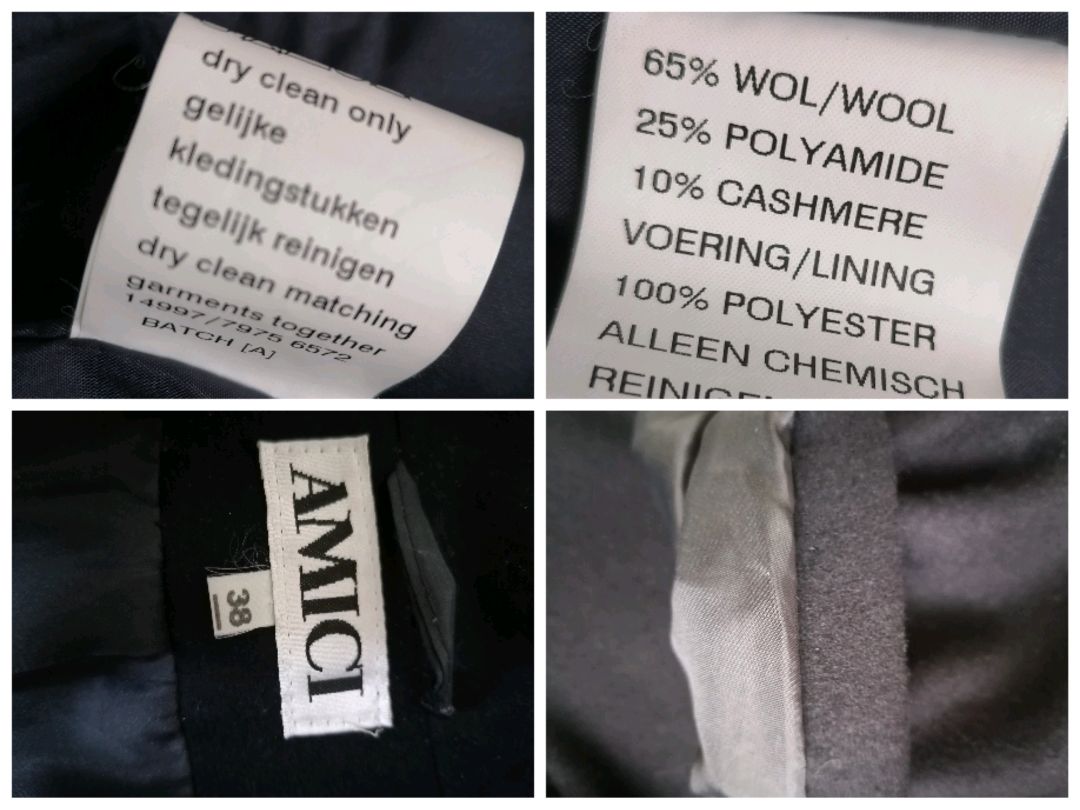 dry clean only
gelijke
kledingstukken
tegelijk reinigen
dry clean matching
garments together
14997/7975 6572
BATCH [A]
65% WOL/WOOL
25% POLYAMIDE
10% CASHMERE
VOERING/LINING
100% POLYESTER
ALLEEN CHEMISCH
AMICI
38